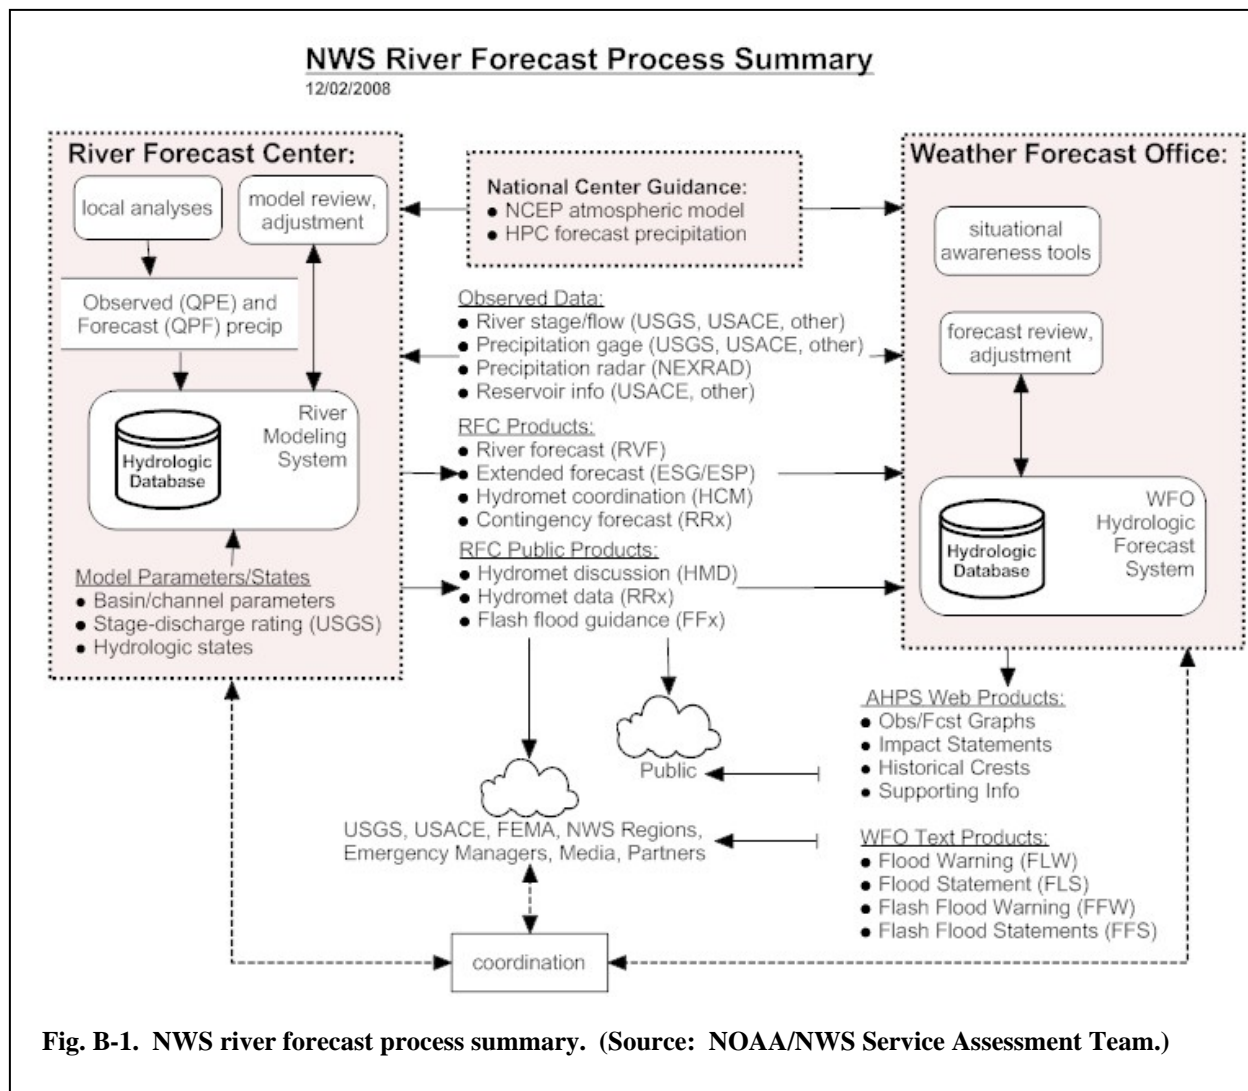 NWS River Forecast Process Summary
12/02/2008
River Forecast Center:
local analyses
model review,
adjustment
Observed (QPE) and
Forecast (QPF) precip
River
Modeling
System
Hydrologic
Database
Model Parameters/States
● Basin/channel parameters
● Stage-discharge rating (USGS)
● Hydrologic states
National Center Guidance:
● NCEP atmospheric model
● HPC forecast precipitation
Observed Data:
● River stage/flow (USGS, USACE, other)
● Precipitation gage (USGS, USACE, other)
● Precipitation radar (NEXRAD)
● Reservoir info (USACE, other)
RFC Products:
● River forecast (RVF)
● Extended forecast (ESG/ESP)
● Hydromet coordination (HCM)
● Contingency forecast (RRx)
RFC Public Products:
● Hydromet discussion (HMD)
● Hydromet data (RRx)
● Flash flood guidance (FFx)
Weather Forecast Office:
situational
awareness tools
forecast review,
adjustment
WFO
Hydrologic
Forecast
System
Hydrologic
Database
Public
USGS, USACE, FEMA, NWS Regions,
Emergency Managers, Media, Partners
AHPS Web Products:
● Obs/Fcst Graphs
● Impact Statements
● Historical Crests
● Supporting Info
WFO Text Products:
● Flood Warning (FLW)
● Flood Statement (FLS)
● Flash Flood Warning (FFW)
● Flash Flood Statements (FFS)
coordination
Fig. B-1. NWS river forecast process summary. (Source: NOAA/NWS Service Assessment Team.)